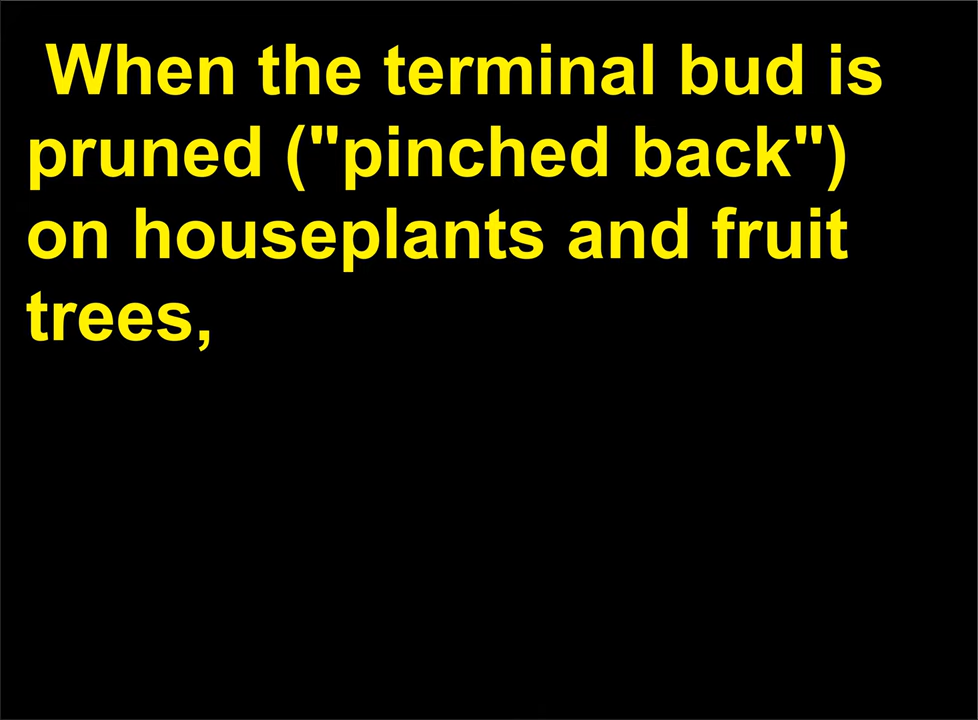 When the terminal bud is
pruned ("pinched back")
on houseplants and fruit
trees,